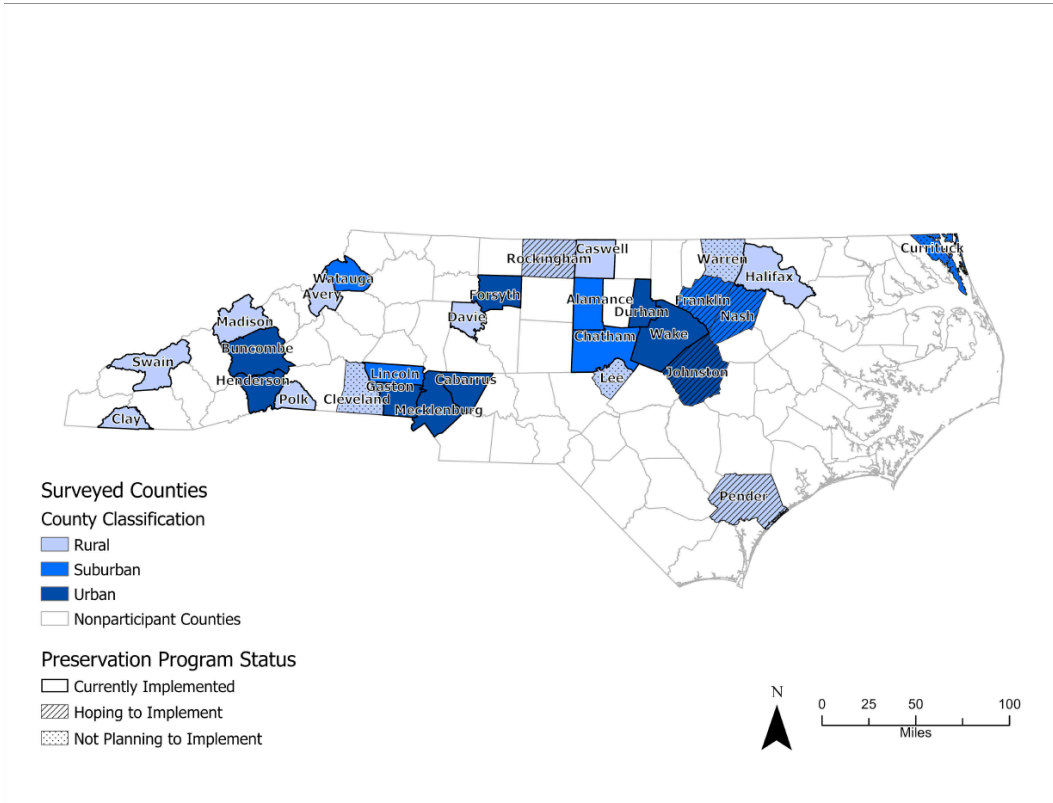 Caswell
Rockingham
Warren
Currituck
Halifax
Watauga
Avery
Forsyth
Alamance
Franklin
Durham
Nash
Davie
Madison
Chatham
Wake
Buncombe
Swain
Lincoln
Johnston
Henderson
Gaston
Cabarrus
Lee
Polk
Cleveland
Mecklenburg
Clay
Pender
Surveyed Counties
County Classification
Rural
Suburban
Urban
Nonparticipant Counties
Preservation Program Status
Currently Implemented
Hoping to Implement
Not Planning to Implement
N
0 25 50 100
Miles